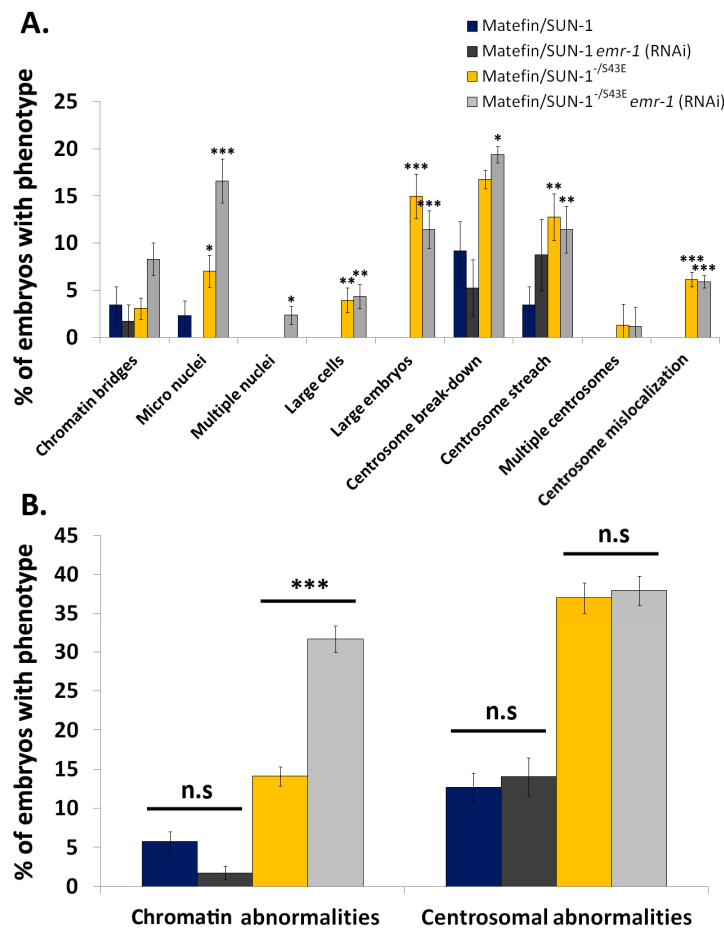 A.
Matefin/SUN-1
Matefin/SUN-1 emr-1 (RNAi)
Matefin/SUN-1-/S43E
Matefin/SUN-1-/S43E emr-1 (RNAi)
% of embryos with phenotype
25
20
15
10
5
0
***
*
*
**
**
***
***
*
**
**
***
***
Chromatin bridges
Micro nuclei
Multiple nuclei
Large cells
Large embryos
Centrosome break-down
Centrosome streach
Multiple centrosomes
Centrosome mislocalization
B.
% of embryos with phenotype
45
40
35
30
25
20
15
10
5
0
n.s
***
n.s
n.s
Chromatin abnormalities
Centrosomal abnormalities